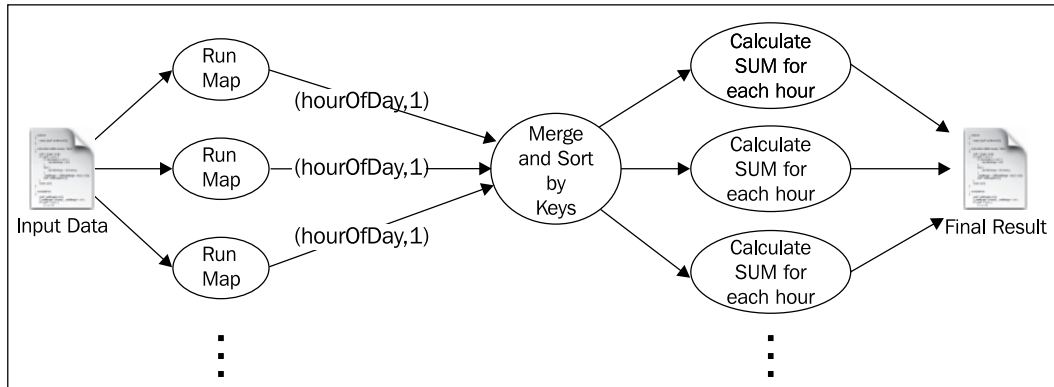 Run
Map
(hourOfDay,1)
Calculate
SUM for
each hour
Input Data
Run
Map
(hourOfDay,1)
Merge
and Sort
by
Keys
Calculate
SUM for
each hour
Final Result
Run
Map
(hourOfDay,1)
Calculate
SUM for
each hour